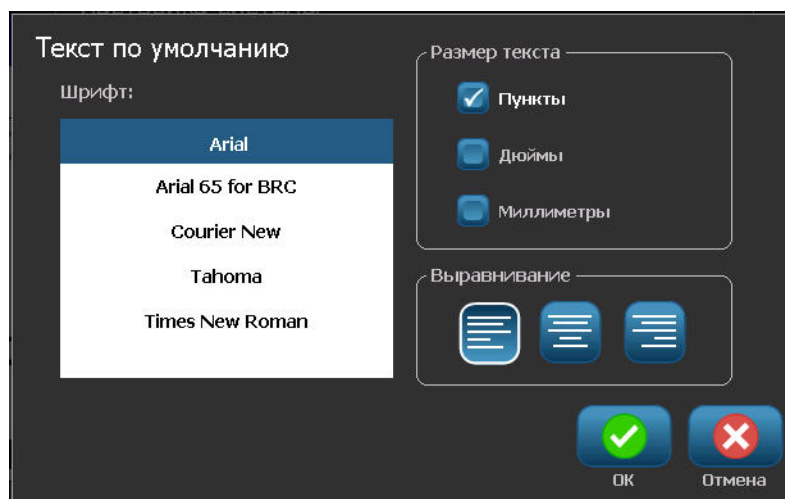 Текст по умолчанию
Шрифт:
Arial
Arial 65 for BRC
Courier New
Tahoma
Times New Roman
Размер текста
Пункты
Дюймы
Миллиметры
Выравнивание
ОК
Отмена